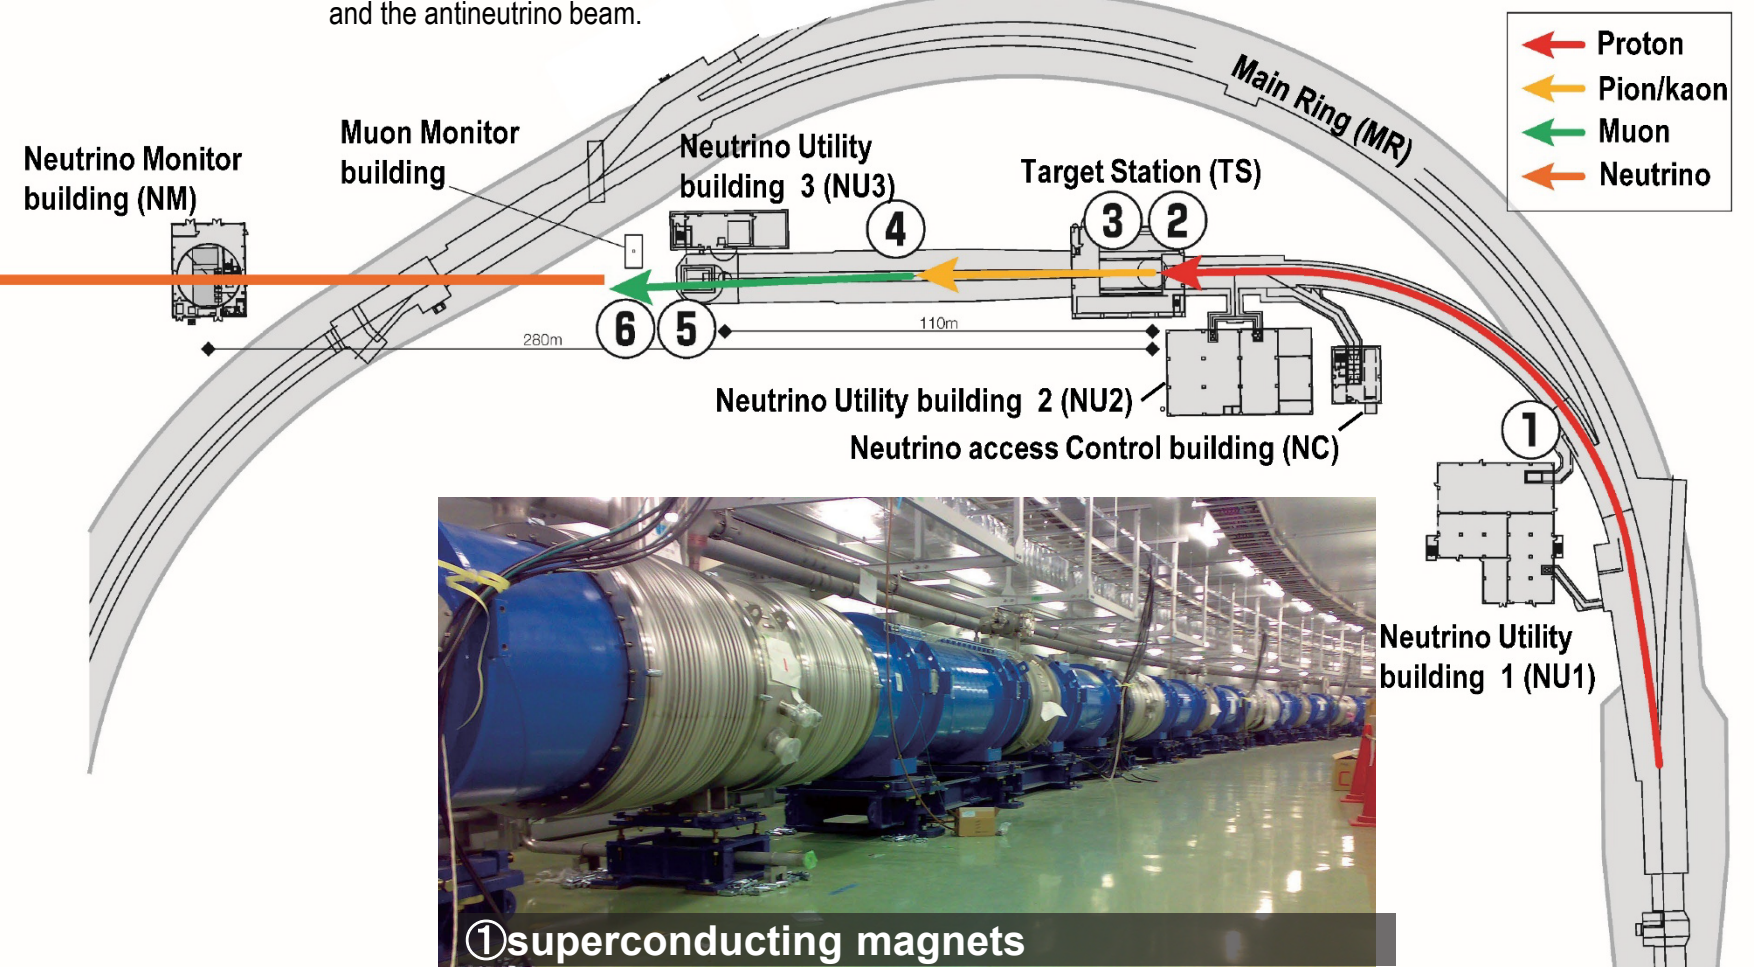 and the antineutrino beam.
Proton
Pion/kaon
Muon
Neutrino
Main Ring (MR)
Muon Monitor
building
Neutrino Utility
building 3 (NU3)
Neutrino Monitor
building (NM)
Target Station (TS)
4
3
2
6
5
110m
280m
Neutrino Utility building 2 (NU2)
Neutrino access Control building (NC)
1
Neutrino Utility
building 1 (NU1)
①superconducting magnets